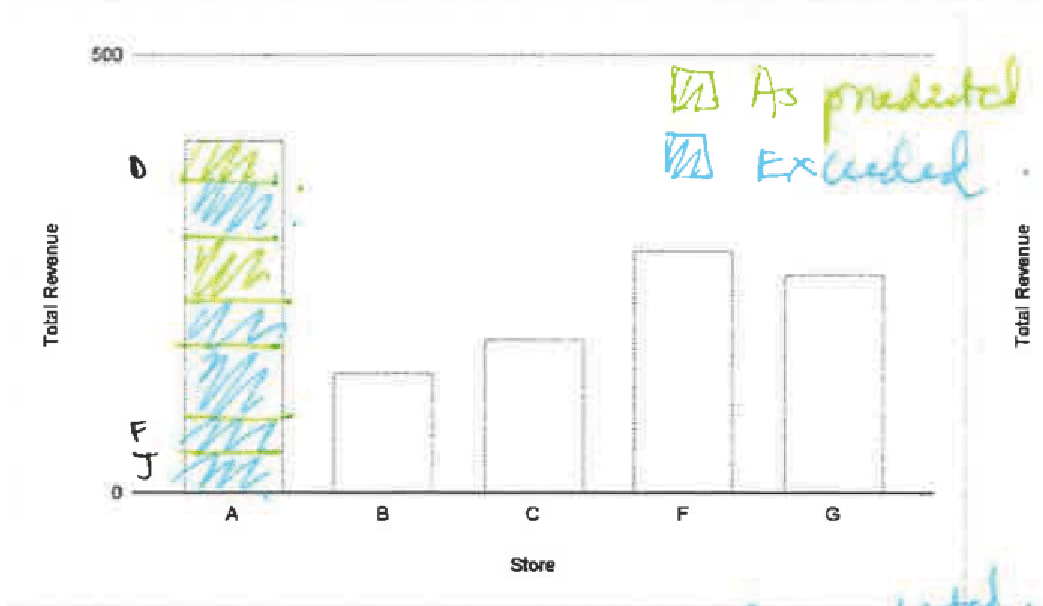 500
As predicted
D
Exceeded
Total Revenue
Total Revenue
F
J
0
A B C F G
Store